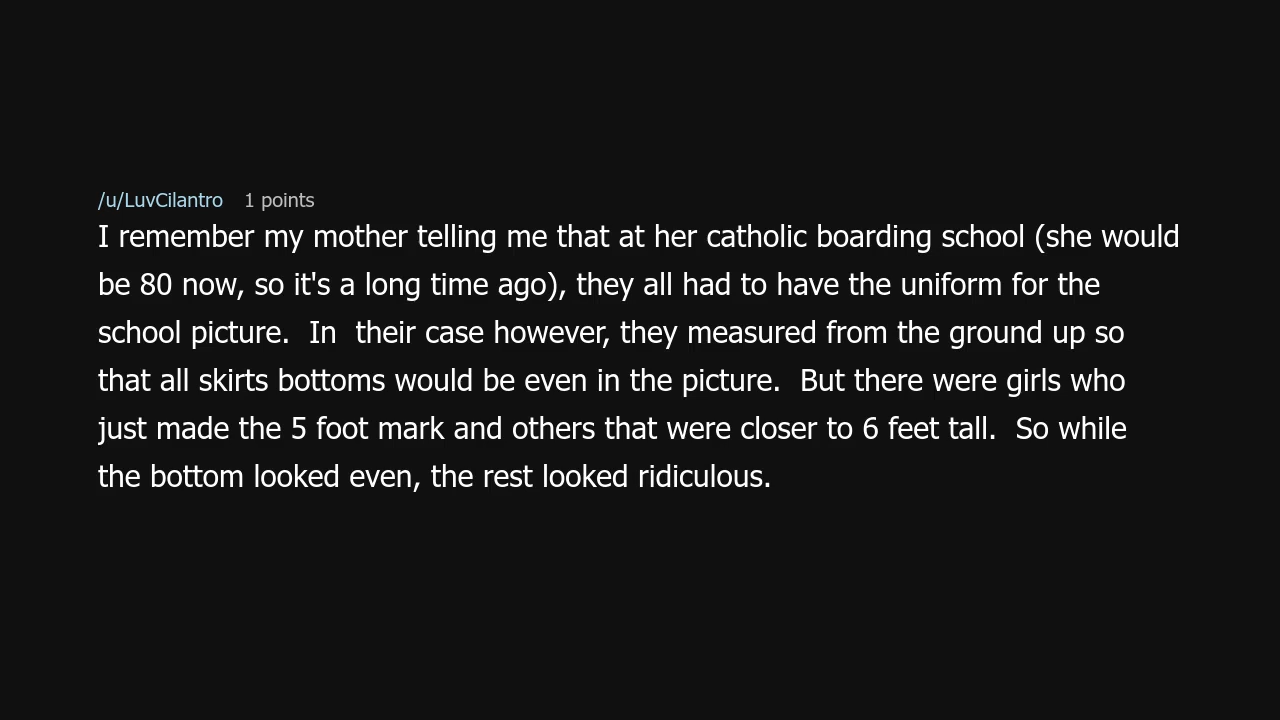 /u/LuvCilantro 1 points
I remember my mother telling me that at her catholic boarding school (she would
be 80 now, so it's a long time ago), they all had to have the uniform for the
school picture.  In  their case however, they measured from the ground up so
that all skirts bottoms would be even in the picture.  But there were girls who
just made the 5 foot mark and others that were closer to 6 feet tall.  So while
the bottom looked even, the rest looked ridiculous.